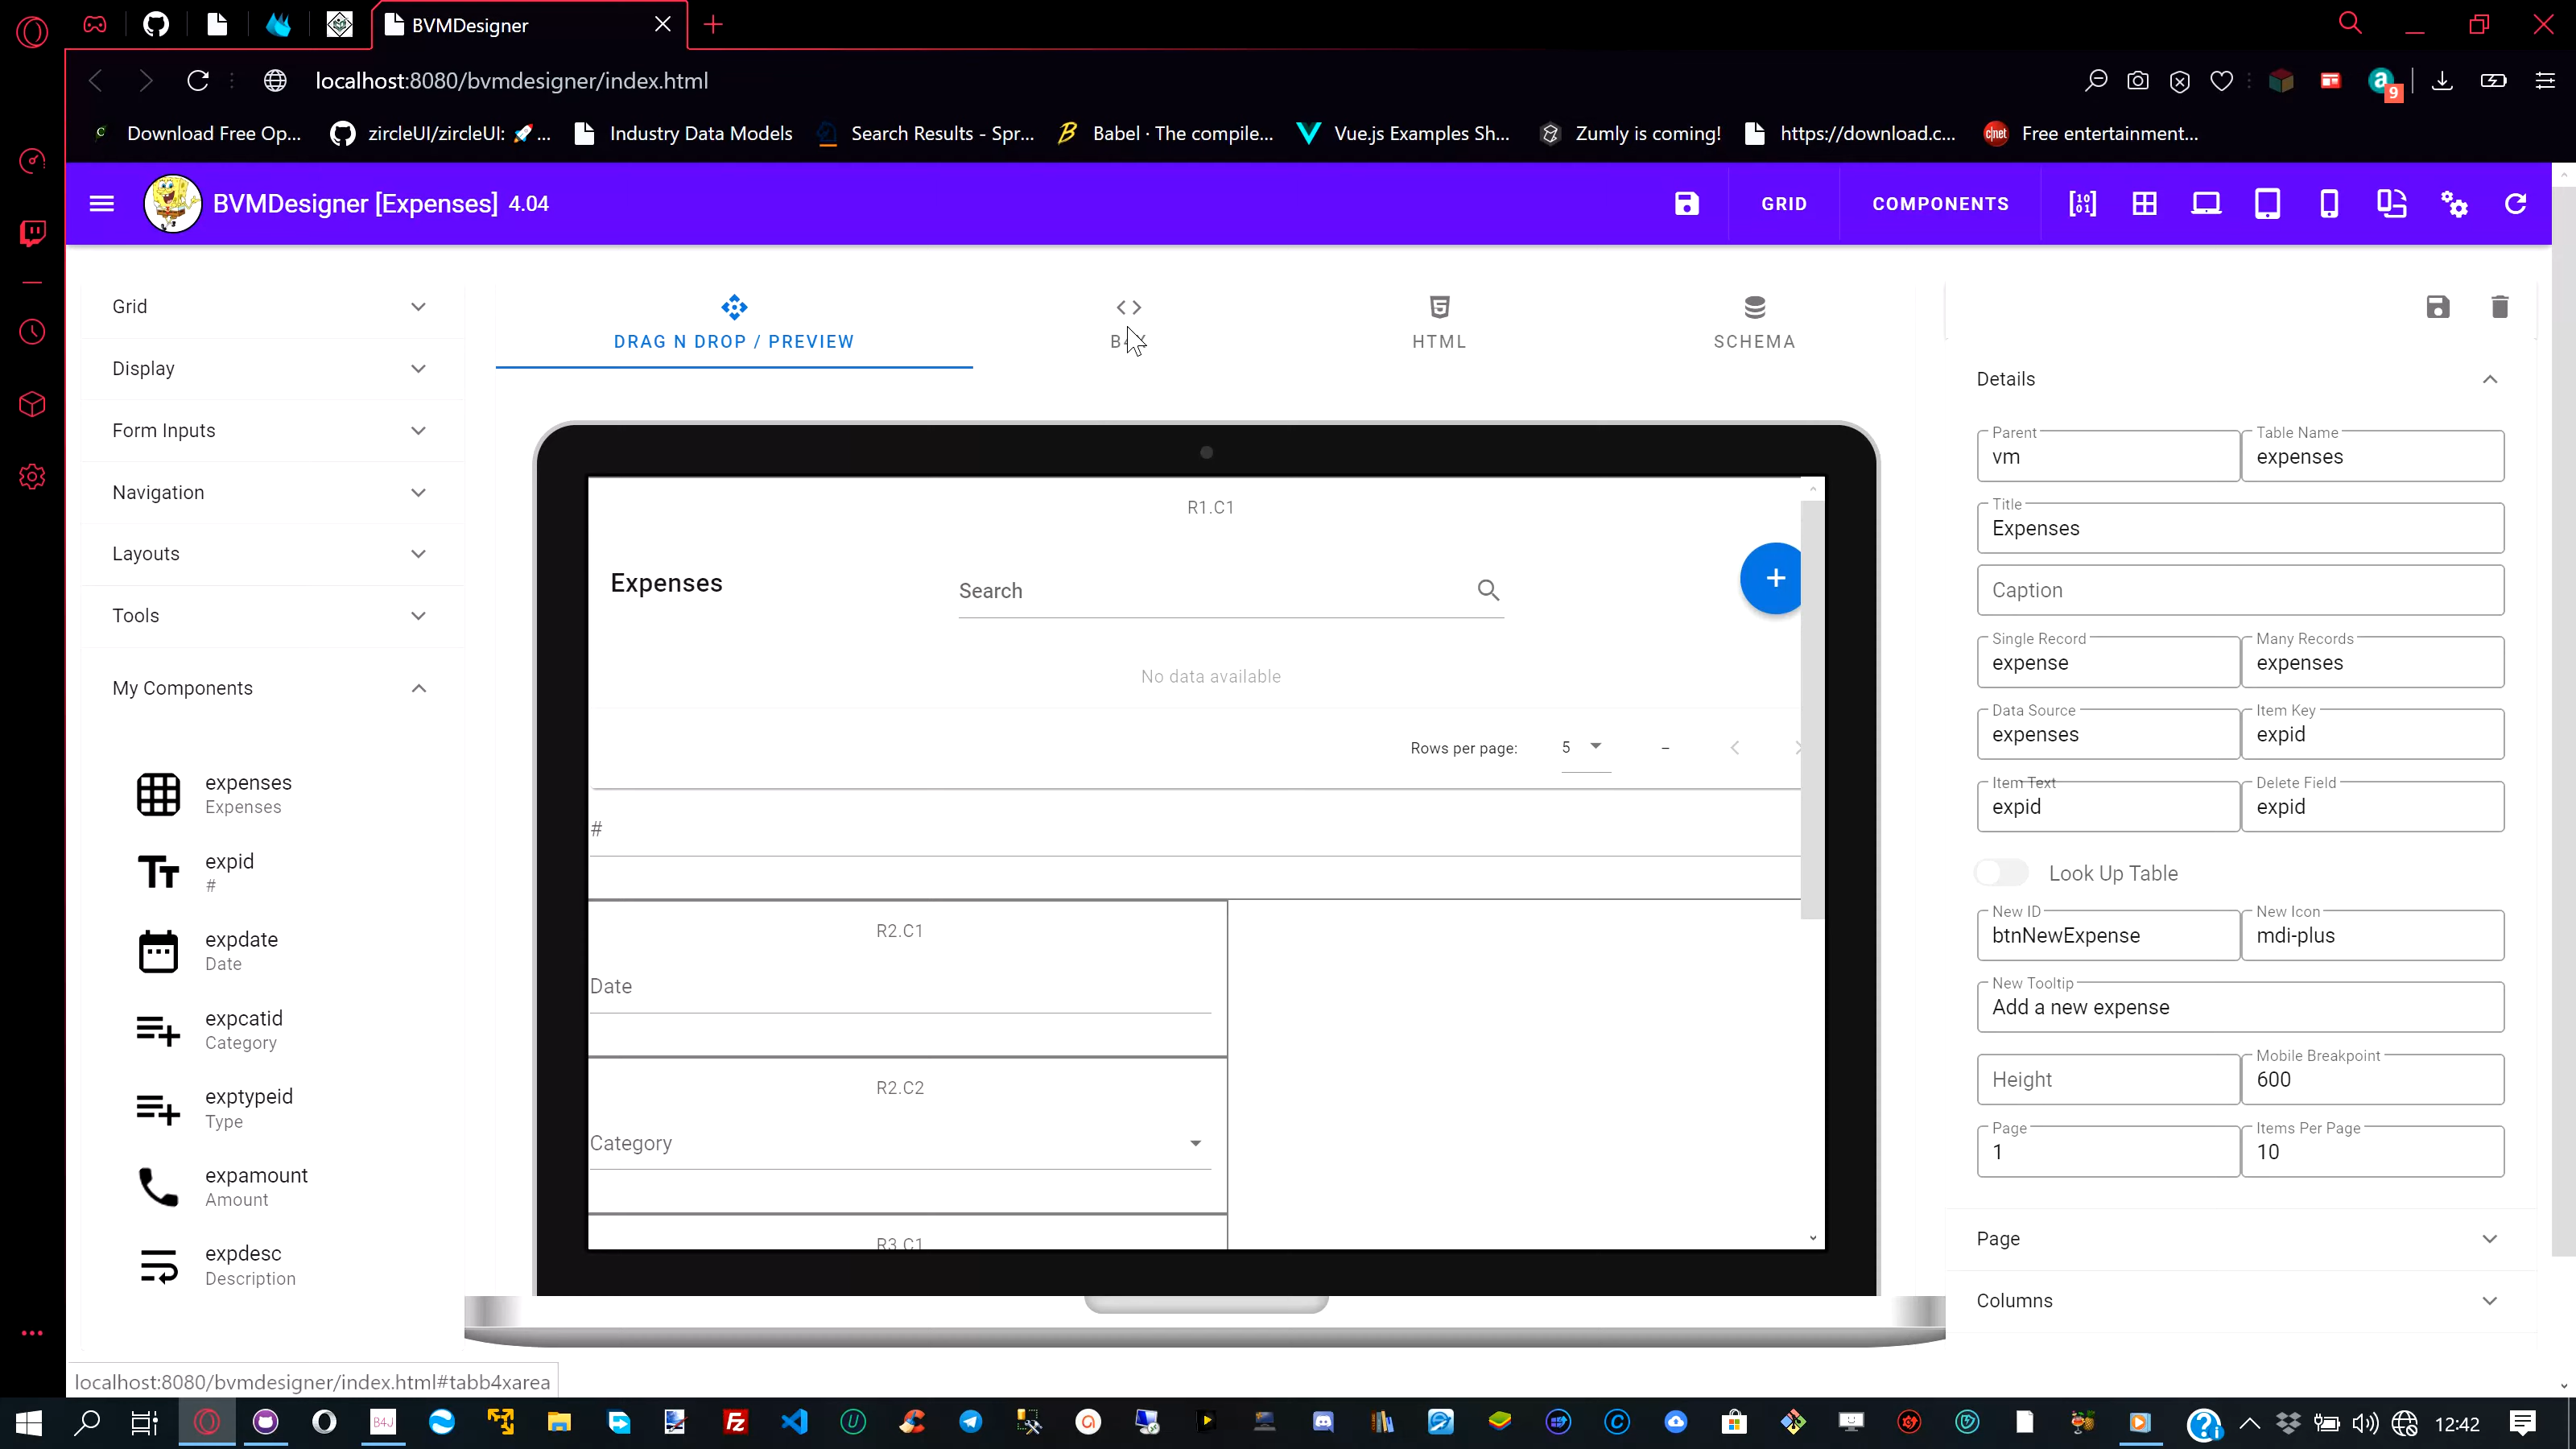 BVMDesigner
localhost:8080/bvmdesigner/index.html
9
Download Free Op... zircleUI/zircleUI: 🚀 ... Industry Data Models Search Results - Spr... Babel · The compile... Vue.js Examples Sh... Zumly is coming! https://download.c... Free entertainment...
BVMDesigner [Expenses] 4.04 GRID COMPONENTS
Grid
Display
Form Inputs
Navigation
Layouts
Tools
My Components
expenses
Expenses
expid
#
expdate
Date
expcatid
Category
exptypeid
Type
expamount
Amount
expdesc
Description
DRAG N DROP / PREVIEW HTML SCHEMA
R1.C1
Expenses Search
No data available
Rows per page: 5 –
#
R2.C1
Date
R2.C2
Category
R3.C1
Details
Parent Table Name
vm expenses
Title
Expenses
Caption
Single Record Many Records
expense expenses
Data Source Item Key
expenses expid
Item Text Delete Field
expid expid
Look Up Table
New ID New Icon
btnNewExpense mdi-plus
New Tooltip
Add a new expense
Height Mobile Breakpoint
600
Page Items Per Page
1 10
Page
Columns
localhost:8080/bvmdesigner/index.html#tabb4xarea
B4J
12:42